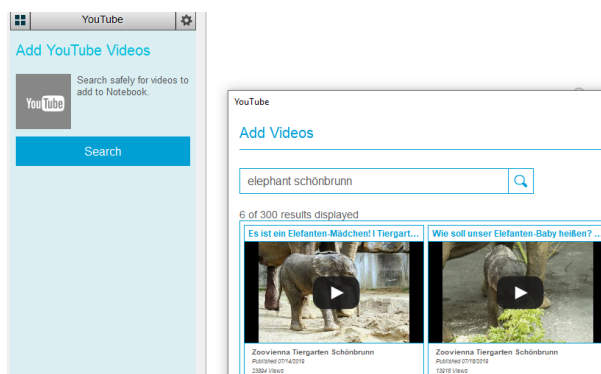 YouTube
Add YouTube Videos
Search safely for videos to
add to Notebook.
YouTube
Search
YouTube
Add Videos
elephant schönbrunn
6 of 300 results displayed
Es ist ein Elefanten-Mädchen! I Tiergart...
Zoovienna Tiergarten Schönbrunn
Published 07/14/2019
23894 Views
Wie soll unser Elefanten-Baby heißen? ...
Zoovienna Tiergarten Schönbrunn
Published 07/18/2019
13918 Views